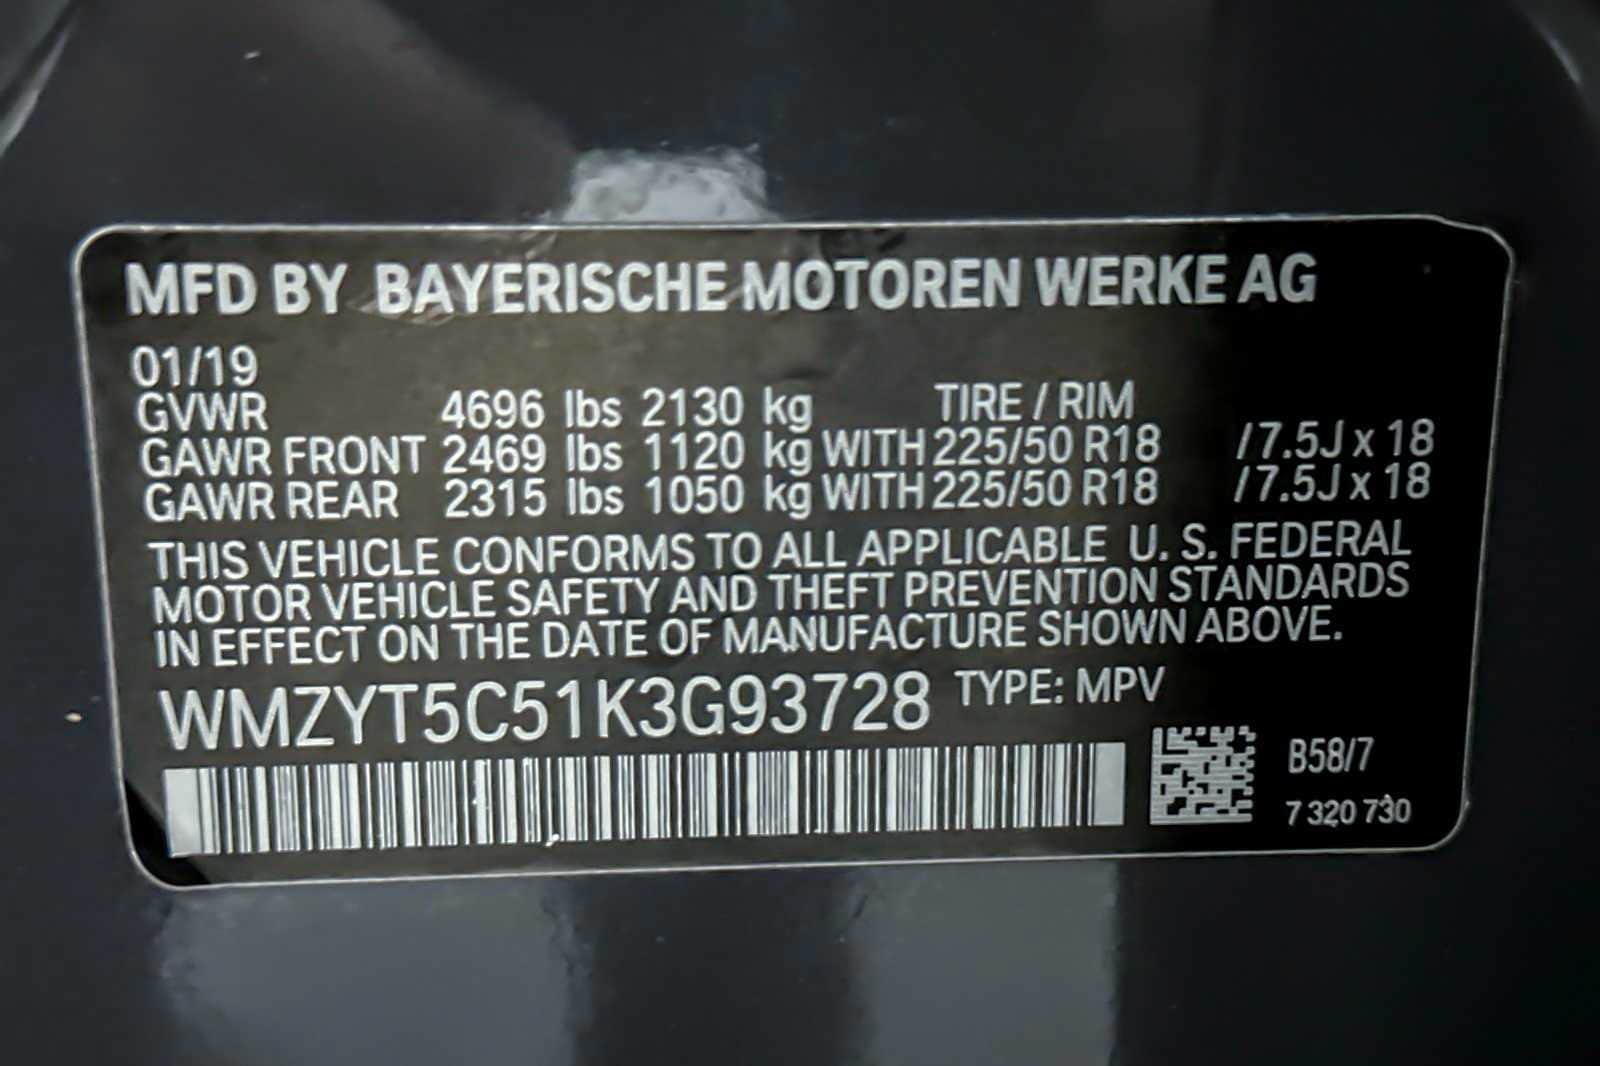 MFD BY BAYERISCHE MOTOREN WERKE AG
01/19
GVWR 4696 lbs 2130 kg TIRE / RIM
GAWR FRONT 2469 lbs 1120 kg WITH 225/50 R18 /7.5J x 18
GAWR REAR 2315 lbs 1050 kg WITH 225/50 R18 /7.5J x 18
THIS VEHICLE CONFORMS TO ALL APPLICABLE U. S. FEDERAL
MOTOR VEHICLE SAFETY AND THEFT PREVENTION STANDARDS
IN EFFECT ON THE DATE OF MANUFACTURE SHOWN ABOVE.
WMZYT5C51K3G93728 TYPE: MPV
B58/7
7 320 730